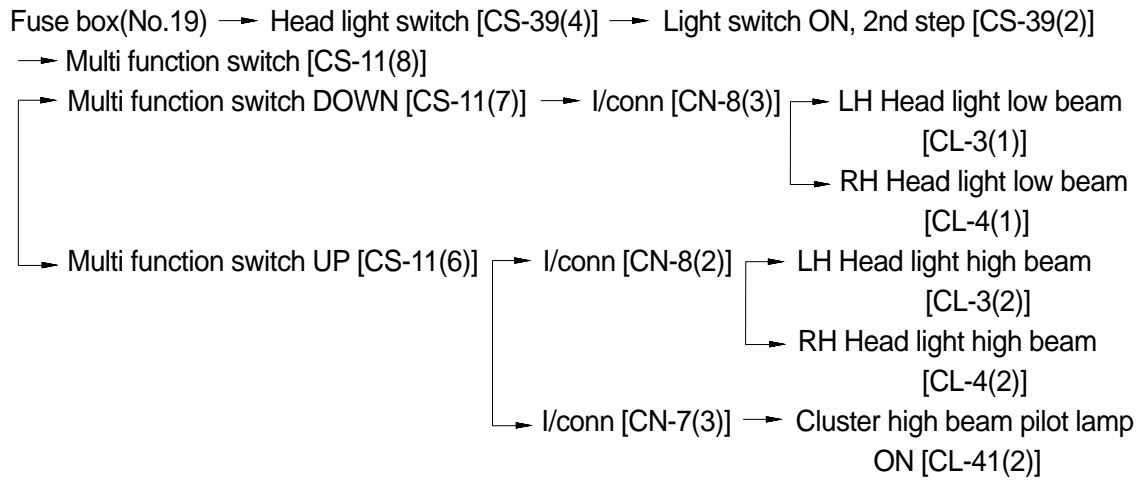 Fuse box(No.19) → Head light switch [CS-39(4)] → Light switch ON, 2nd step [CS-39(2)]
→ Multi function switch [CS-11(8)]
Multi function switch DOWN [CS-11(7)] → I/conn [CN-8(3)] → LH Head light low beam
[CL-3(1)]
→ RH Head light low beam
[CL-4(1)]
Multi function switch UP [CS-11(6)] → I/conn [CN-8(2)] → LH Head light high beam
[CL-3(2)]
→ RH Head light high beam
[CL-4(2)]
→ I/conn [CN-7(3)] → Cluster high beam pilot lamp
ON [CL-41(2)]